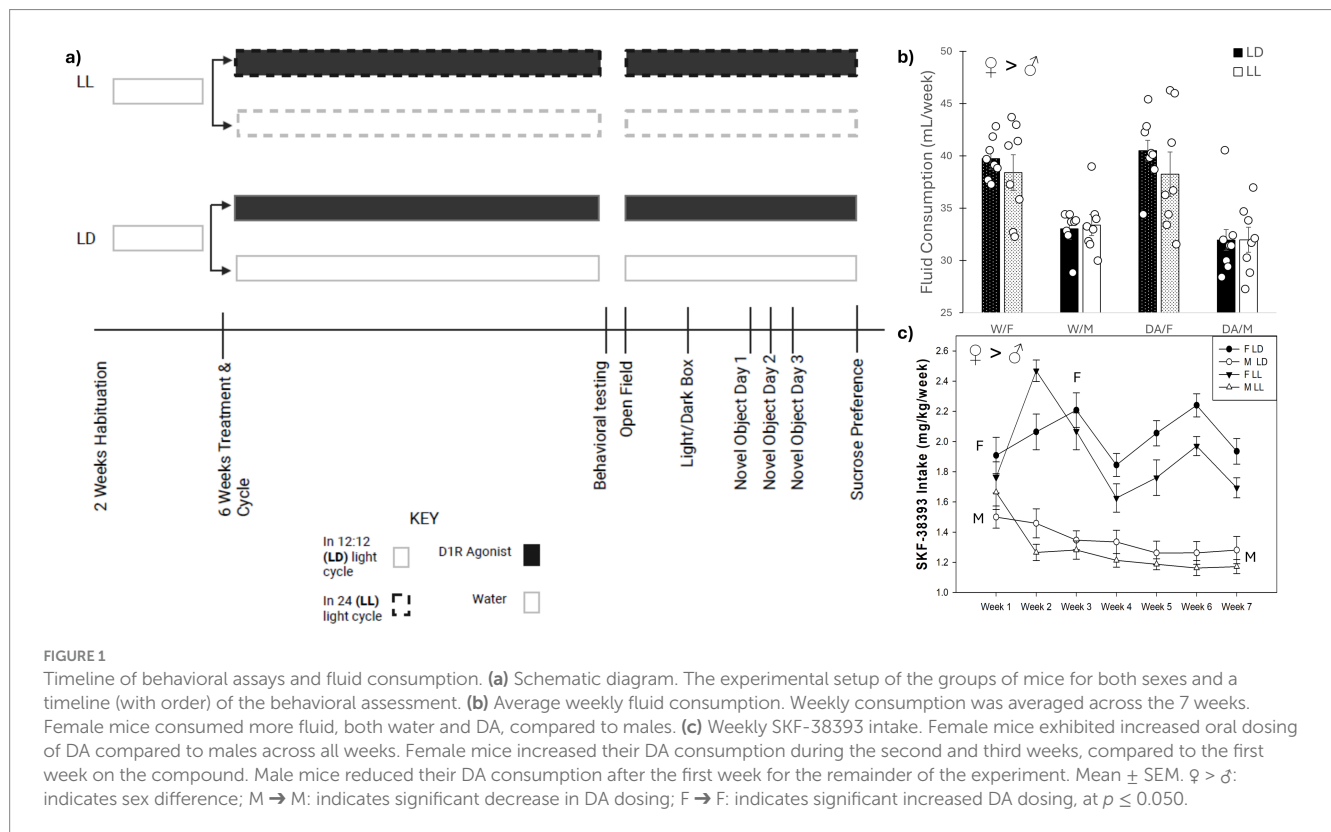 a)
LL
LD
2 Weeks Habituation
6 Weeks Treatment &
Cycle
Behavioral testing
Open Field
Light/Dark Box
Novel Object Day 1
Novel Object Day 2
Novel Object Day 3
Sucrose Preference
KEY
In 12:12
(LD) light
cycle
D1R Agonist
In 24 (LL)
light cycle
Water
b)
♀ > ♂
LD
LL
Fluid Consumption (mL/week)
50
45
40
35
30
25
W/F
W/M
DA/F
DA/M
c)
♀ > ♂
F LD
M LD
F LL
M LL
SKF-38393 Intake (mg/kg/week)
2.6
2.4
2.2
2.0
1.8
1.6
1.4
1.2
1.0
F
F
M
M
Week 1
Week 2
Week 3
Week 4
Week 5
Week 6
Week 7
FIGURE 1
Timeline of behavioral assays and fluid consumption. (a) Schematic diagram. The experimental setup of the groups of mice for both sexes and a
timeline (with order) of the behavioral assessment. (b) Average weekly fluid consumption. Weekly consumption was averaged across the 7 weeks.
Female mice consumed more fluid, both water and DA, compared to males. (c) Weekly SKF-38393 intake. Female mice exhibited increased oral dosing
of DA compared to males across all weeks. Female mice increased their DA consumption during the second and third weeks, compared to the first
week on the compound. Male mice reduced their DA consumption after the first week for the remainder of the experiment. Mean ± SEM. ♀ > ♂:
indicates sex difference; M ➔ M: indicates significant decrease in DA dosing; F ➔ F: indicates significant increased DA dosing, at p ≤ 0.050.